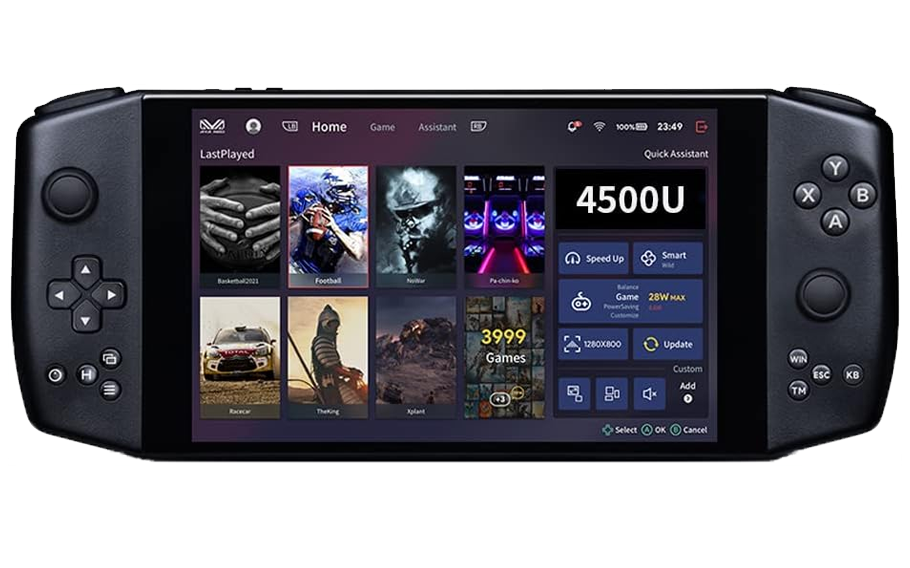 LB Home Game Assistant RB
100% 23:49
LastPlayed
Quick Assistant
4500U
Basketball2021
Football
NoWar
Pa-chin-ko
Speed Up
Smart
Wild
Balance
Game
PowerSaving
Customize
28W MAX
1280X800
Update
TOTAL
3999
Games
+3
Racecar
TheKing
Xplant
Custom
Add
Select A OK B Cancel
H
Y
X B
A
WIN
ESC KB
TM